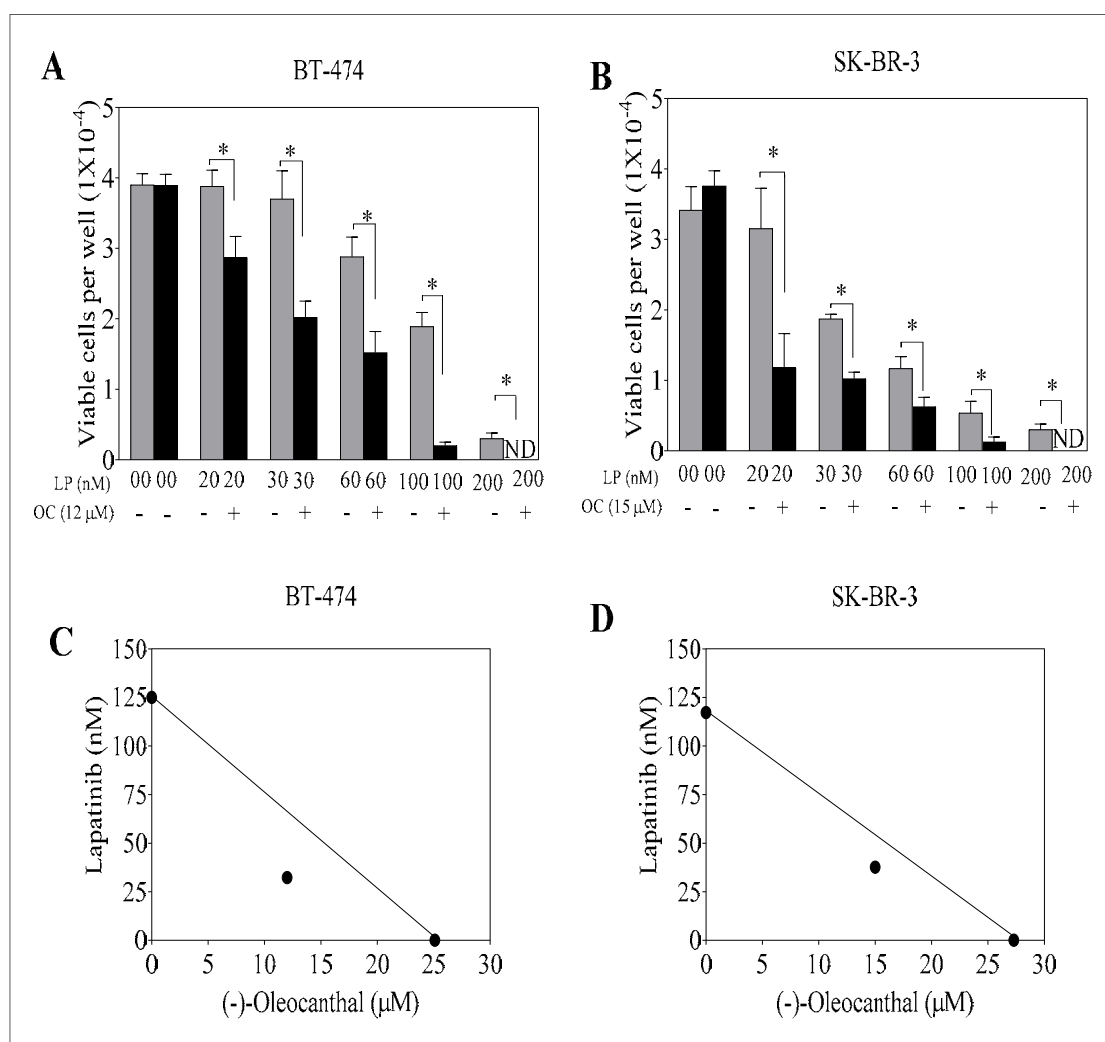 A
BT-474
Viable cells per well (1X10⁻⁴)
5
4
3
2
1
0
* * * * *
ND
LP (nM) 00 00 20 20 30 30 60 60 100 100 200 200
OC (12 μM) - - - + - + - + - + - +
B
SK-BR-3
Viable cells per well (1X10⁻⁴)
5
4
3
2
1
0
* * * * *
ND
LP (nM) 00 00 20 20 30 30 60 60 100 100 200 200
OC (15 μM) - - - + - + - + - + - +
C
BT-474
Lapatinib (nM)
150
125
100
75
50
25
0
0 5 10 15 20 25 30
(-)-Oleocanthal (μM)
D
SK-BR-3
Lapatinib (nM)
150
125
100
75
50
25
0
0 5 10 15 20 25 30
(-)-Oleocanthal (μM)